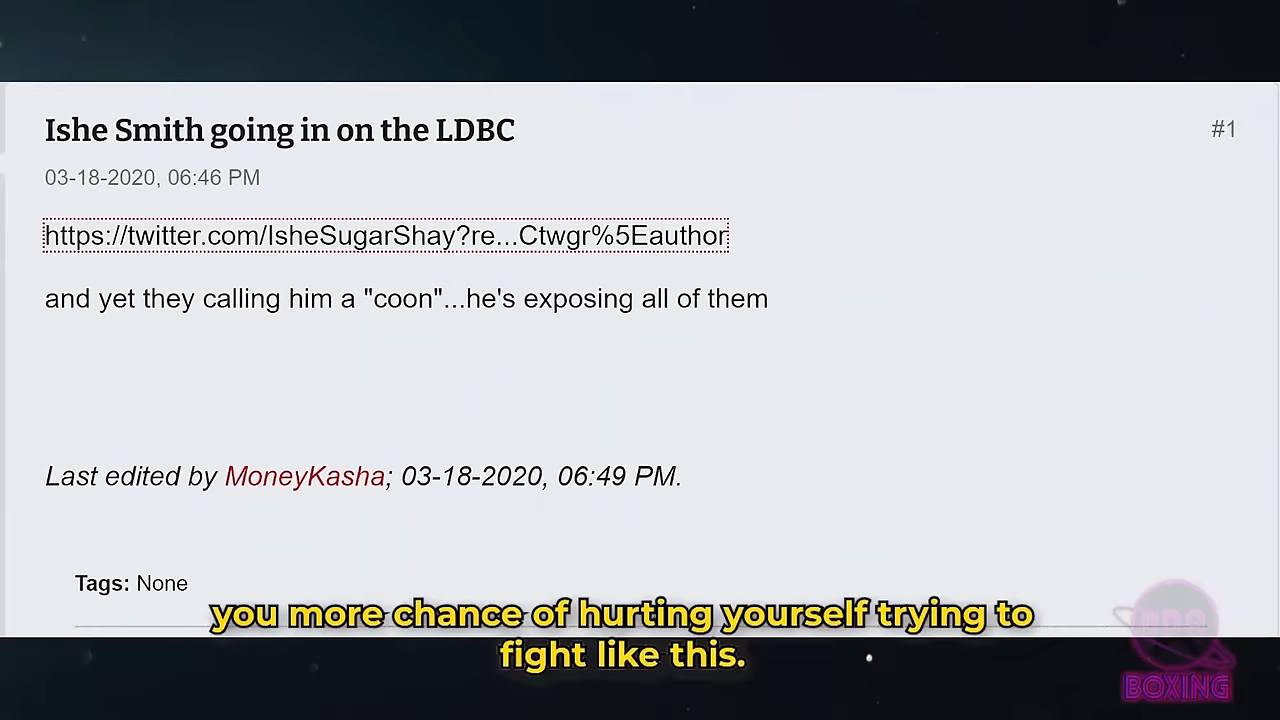 Ishe Smith going in on the LDBC
#1
03-18-2020, 06:46 PM
https://twitter.com/IsheSugarShay?re...Ctwgr%5Eauthor
and yet they calling him a "coon"...he's exposing all of them
Last edited by MoneyKasha; 03-18-2020, 06:49 PM.
Tags: None
you more chance of hurting yourself trying to
fight like this.
BOXING